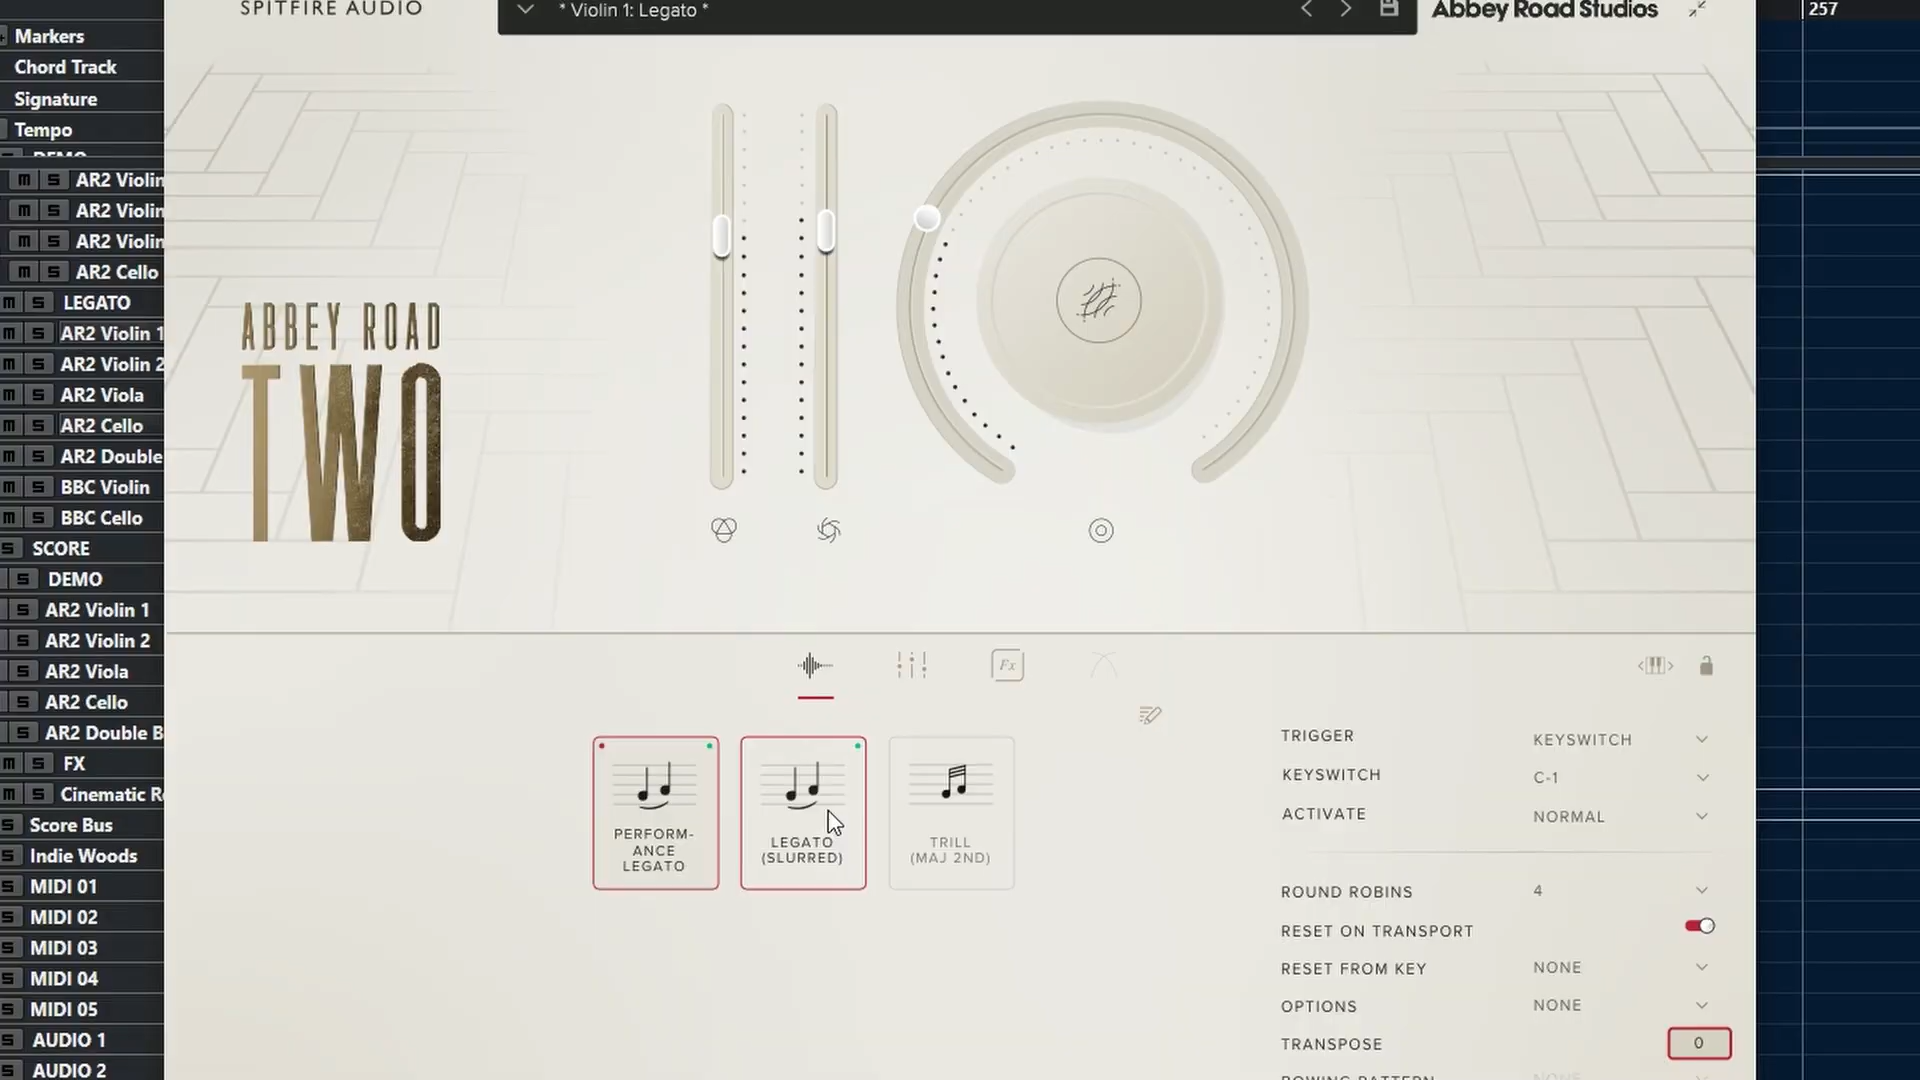 SPITFIRE AUDIO
* Violin 1: Legato *
Abbey Road Studios
257
Markers
Chord Track
Signature
Tempo
DEMO
m S AR2 Violin
m S AR2 Violin
m S AR2 Violin
m S AR2 Cello
m S LEGATO
m S AR2 Violin 1
m S AR2 Violin 2
m S AR2 Viola
m S AR2 Cello
m S AR2 Double
m S BBC Violin
m S BBC Cello
S SCORE
S DEMO
S AR2 Violin 1
S AR2 Violin 2
S AR2 Viola
S AR2 Cello
S AR2 Double B
m S FX
m S Cinematic R
S Score Bus
S Indie Woods
S MIDI 01
S MIDI 02
S MIDI 03
S MIDI 04
S MIDI 05
S AUDIO 1
S AUDIO 2
ABBEY ROAD
TWO
Fx
PERFORM-
ANCE
LEGATO
LEGATO
(SLURRED)
TRILL
(MAJ 2ND)
TRIGGER KEYSWITCH
KEYSWITCH C-1
ACTIVATE NORMAL
ROUND ROBINS 4
RESET ON TRANSPORT
RESET FROM KEY NONE
OPTIONS NONE
TRANSPOSE 0
BOWING PATTERN NONE